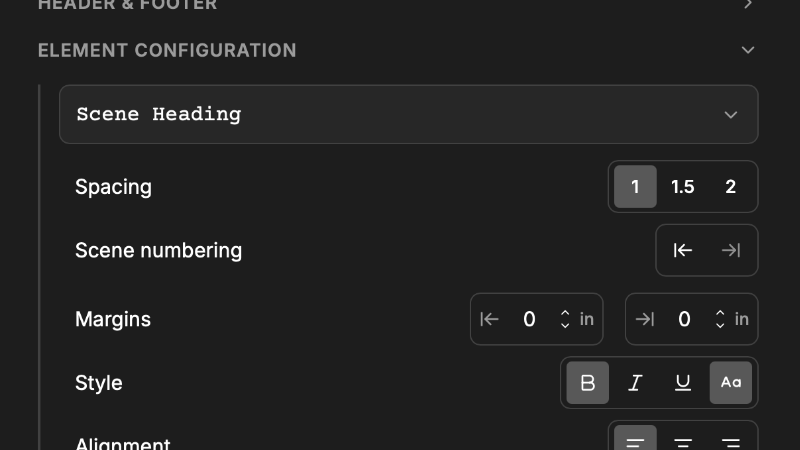 HEADER & FOOTER
ELEMENT CONFIGURATION
Scene Heading
Spacing 1 1.5 2
Scene numbering
Margins 0 in 0 in
Style B I U Aa
Alignment